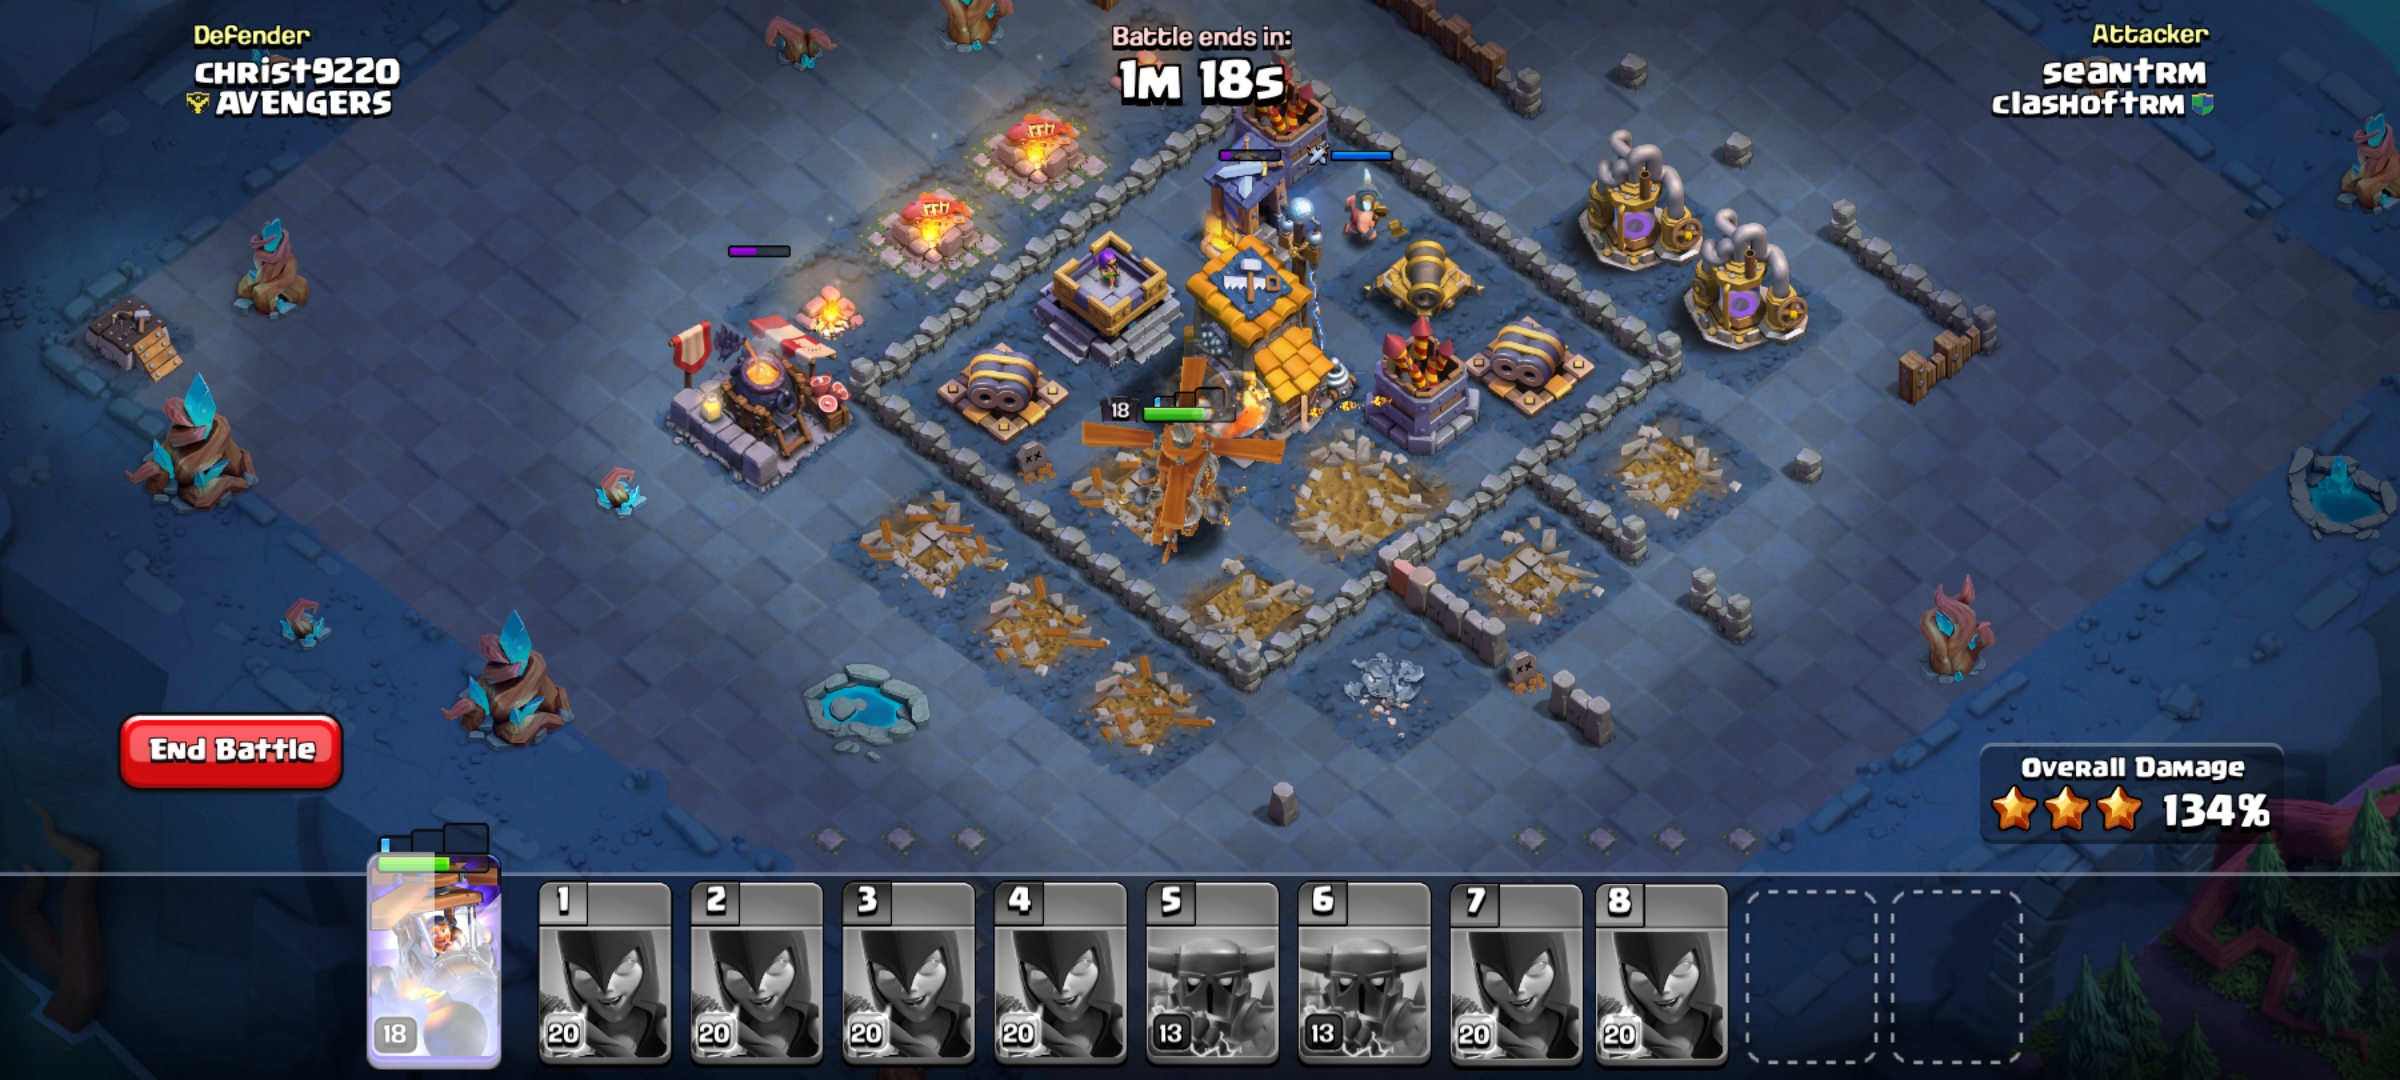 Defender
christ9220
AVENGERS
Battle ends in:
1M 18s
Attacker
seantrm
clashoftrm
18
End Battle
Overall Damage
134%
18
1
20
2
20
3
20
4
20
5
13
6
13
7
20
8
20